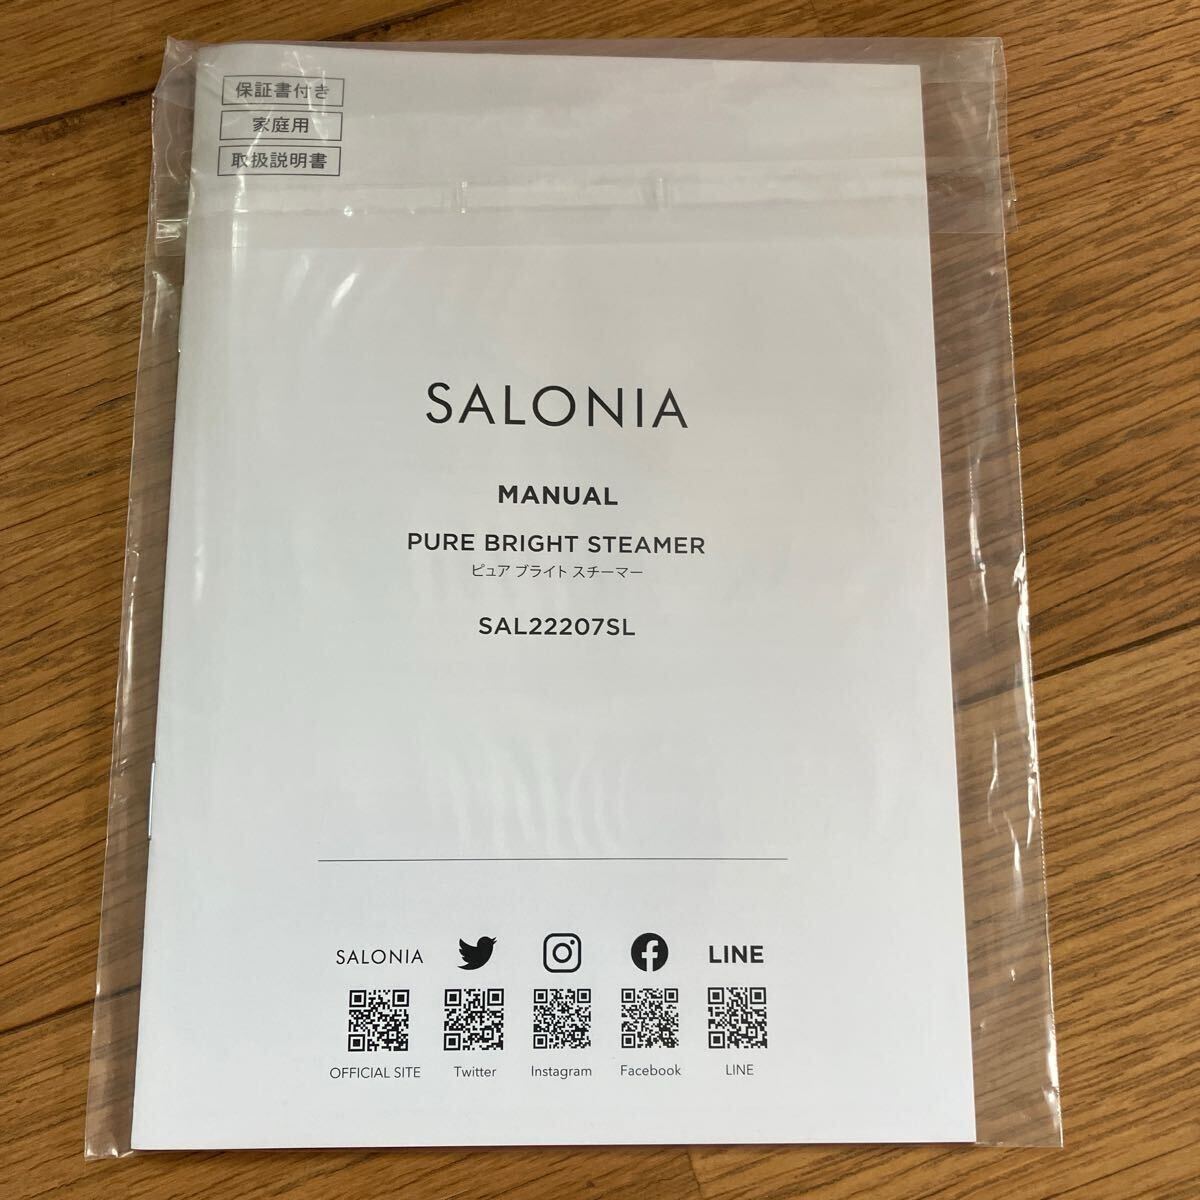 保証書付き
家庭用
取扱説明書
SALONIA
MANUAL
PURE BRIGHT STEAMER
ピュア ブライト スチーマー
SAL22207SL
SALONIA LINE
OFFICIAL SITE Twitter Instagram Facebook LINE